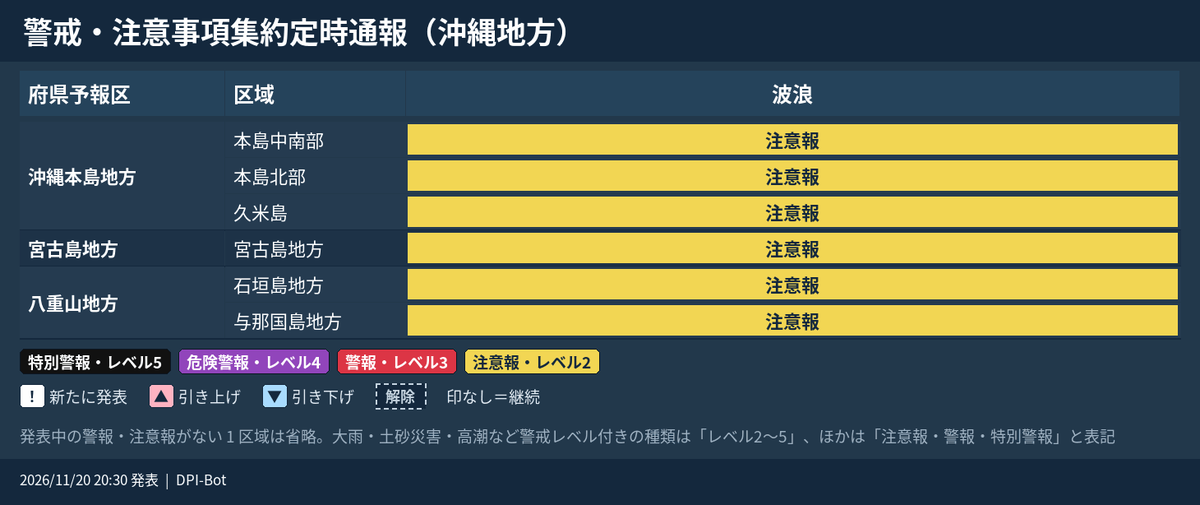 警戒・注意事項集約定時通報（沖縄地方）
府県予報区 区域 波浪
沖縄本島地方 本島中南部 注意報
本島北部 注意報
久米島 注意報
宮古島地方 宮古島地方 注意報
八重山地方 石垣島地方 注意報
与那国島地方 注意報
特別警報・レベル5 危険警報・レベル4 警報・レベル3 注意報・レベル2
! 新たに発表 ▲ 引き上げ ▼ 引き下げ 解除 印なし＝継続
発表中の警報・注意報がない 1 区域は省略。大雨・土砂災害・高潮など警戒レベル付きの種類は「レベル2～5」、ほかは「注意報・警報・特別警報」と表記
2026/11/20 20:30 発表 | DPI-Bot